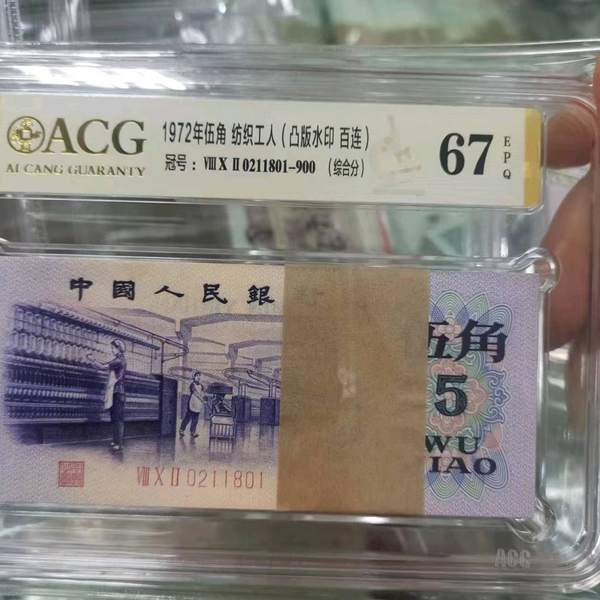 ACG
AI CANG GUARANTY
1972年伍角 纺织工人（凸版水印 百连）
冠号：Ⅷ Ⅹ Ⅱ 0211801-900 （综合分）
67
EPQ
中國人民銀
伍角
5
WU
JIAO
Ⅷ Ⅹ Ⅱ 0211801
ACG